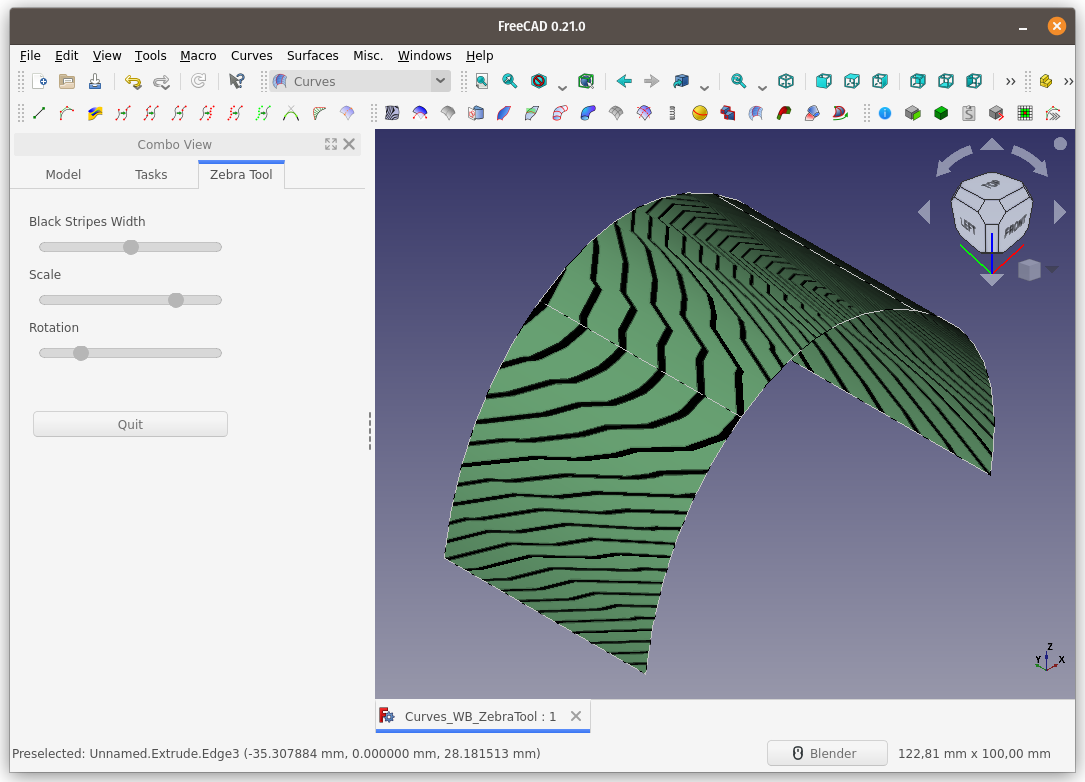 FreeCAD 0.21.0
File Edit View Tools Macro Curves Surfaces Misc. Windows Help
Curves
Combo View
Model Tasks Zebra Tool
Black Stripes Width
Scale
Rotation
Quit
TOP
LEFT FRONT
Z
Y X
Curves_WB_ZebraTool : 1
Preselected: Unnamed.Extrude.Edge3 (-35.307884 mm, 0.000000 mm, 28.181513 mm) Blender 122,81 mm x 100,00 mm